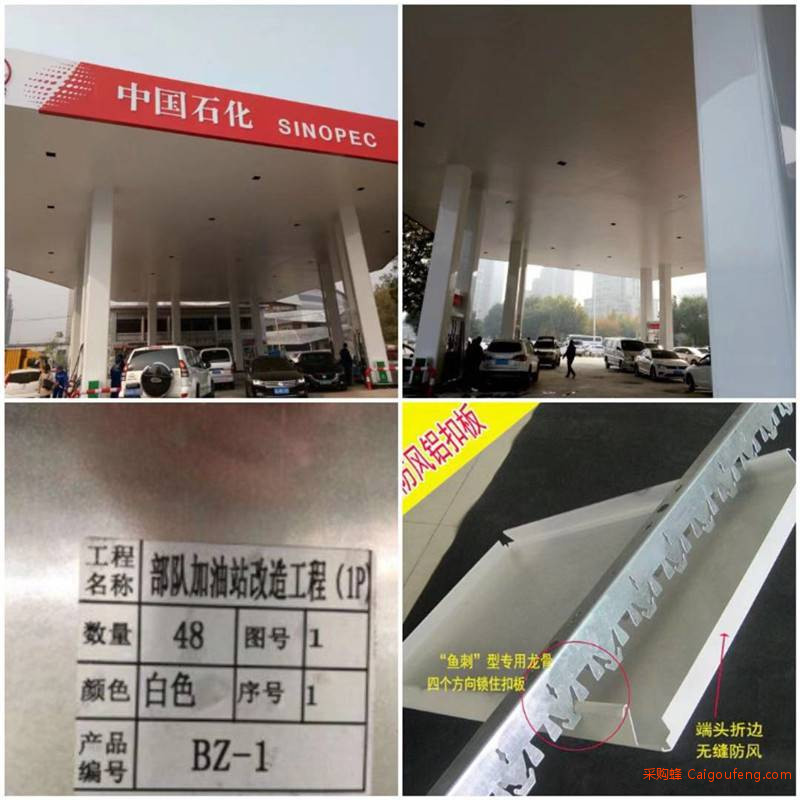 中国石化 SINOPEC
工程名称 部队加油站改造工程(1P)
数量 48 图号 1
颜色 白色 序号 1
产品编号 BZ-1
防风铝扣板
“鱼刺”型专用龙骨
四个方向锁住扣板
端头折边
无缝防风
采购蜂 Caigoufeng.com